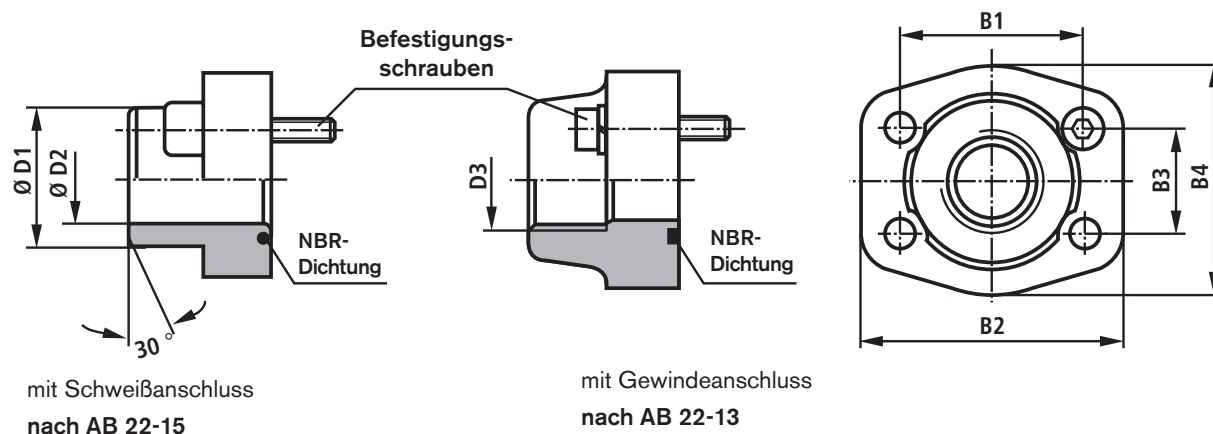 Befestigungs-
schrauben
Ø D1
Ø D2
30 °
NBR-
Dichtung
mit Schweißanschluss
nach AB 22-15
D3
NBR-
Dichtung
mit Gewindeanschluss
nach AB 22-13
B1
B3
B4
B2